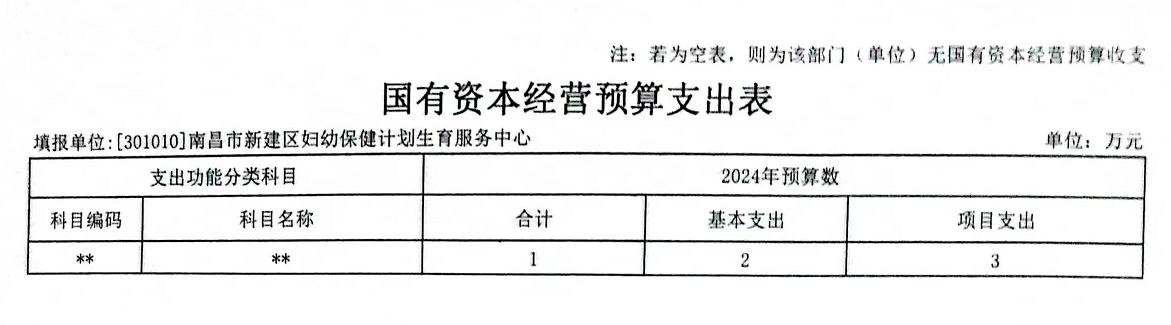 注：若为空表，则为该部门（单位）无国有资本经营预算收支
国有资本经营预算支出表
填报单位:[301010]南昌市新建区妇幼保健计划生育服务中心 单位：万元
支出功能分类科目 2024年预算数
科目编码 科目名称 合计 基本支出 项目支出
** ** 1 2 3